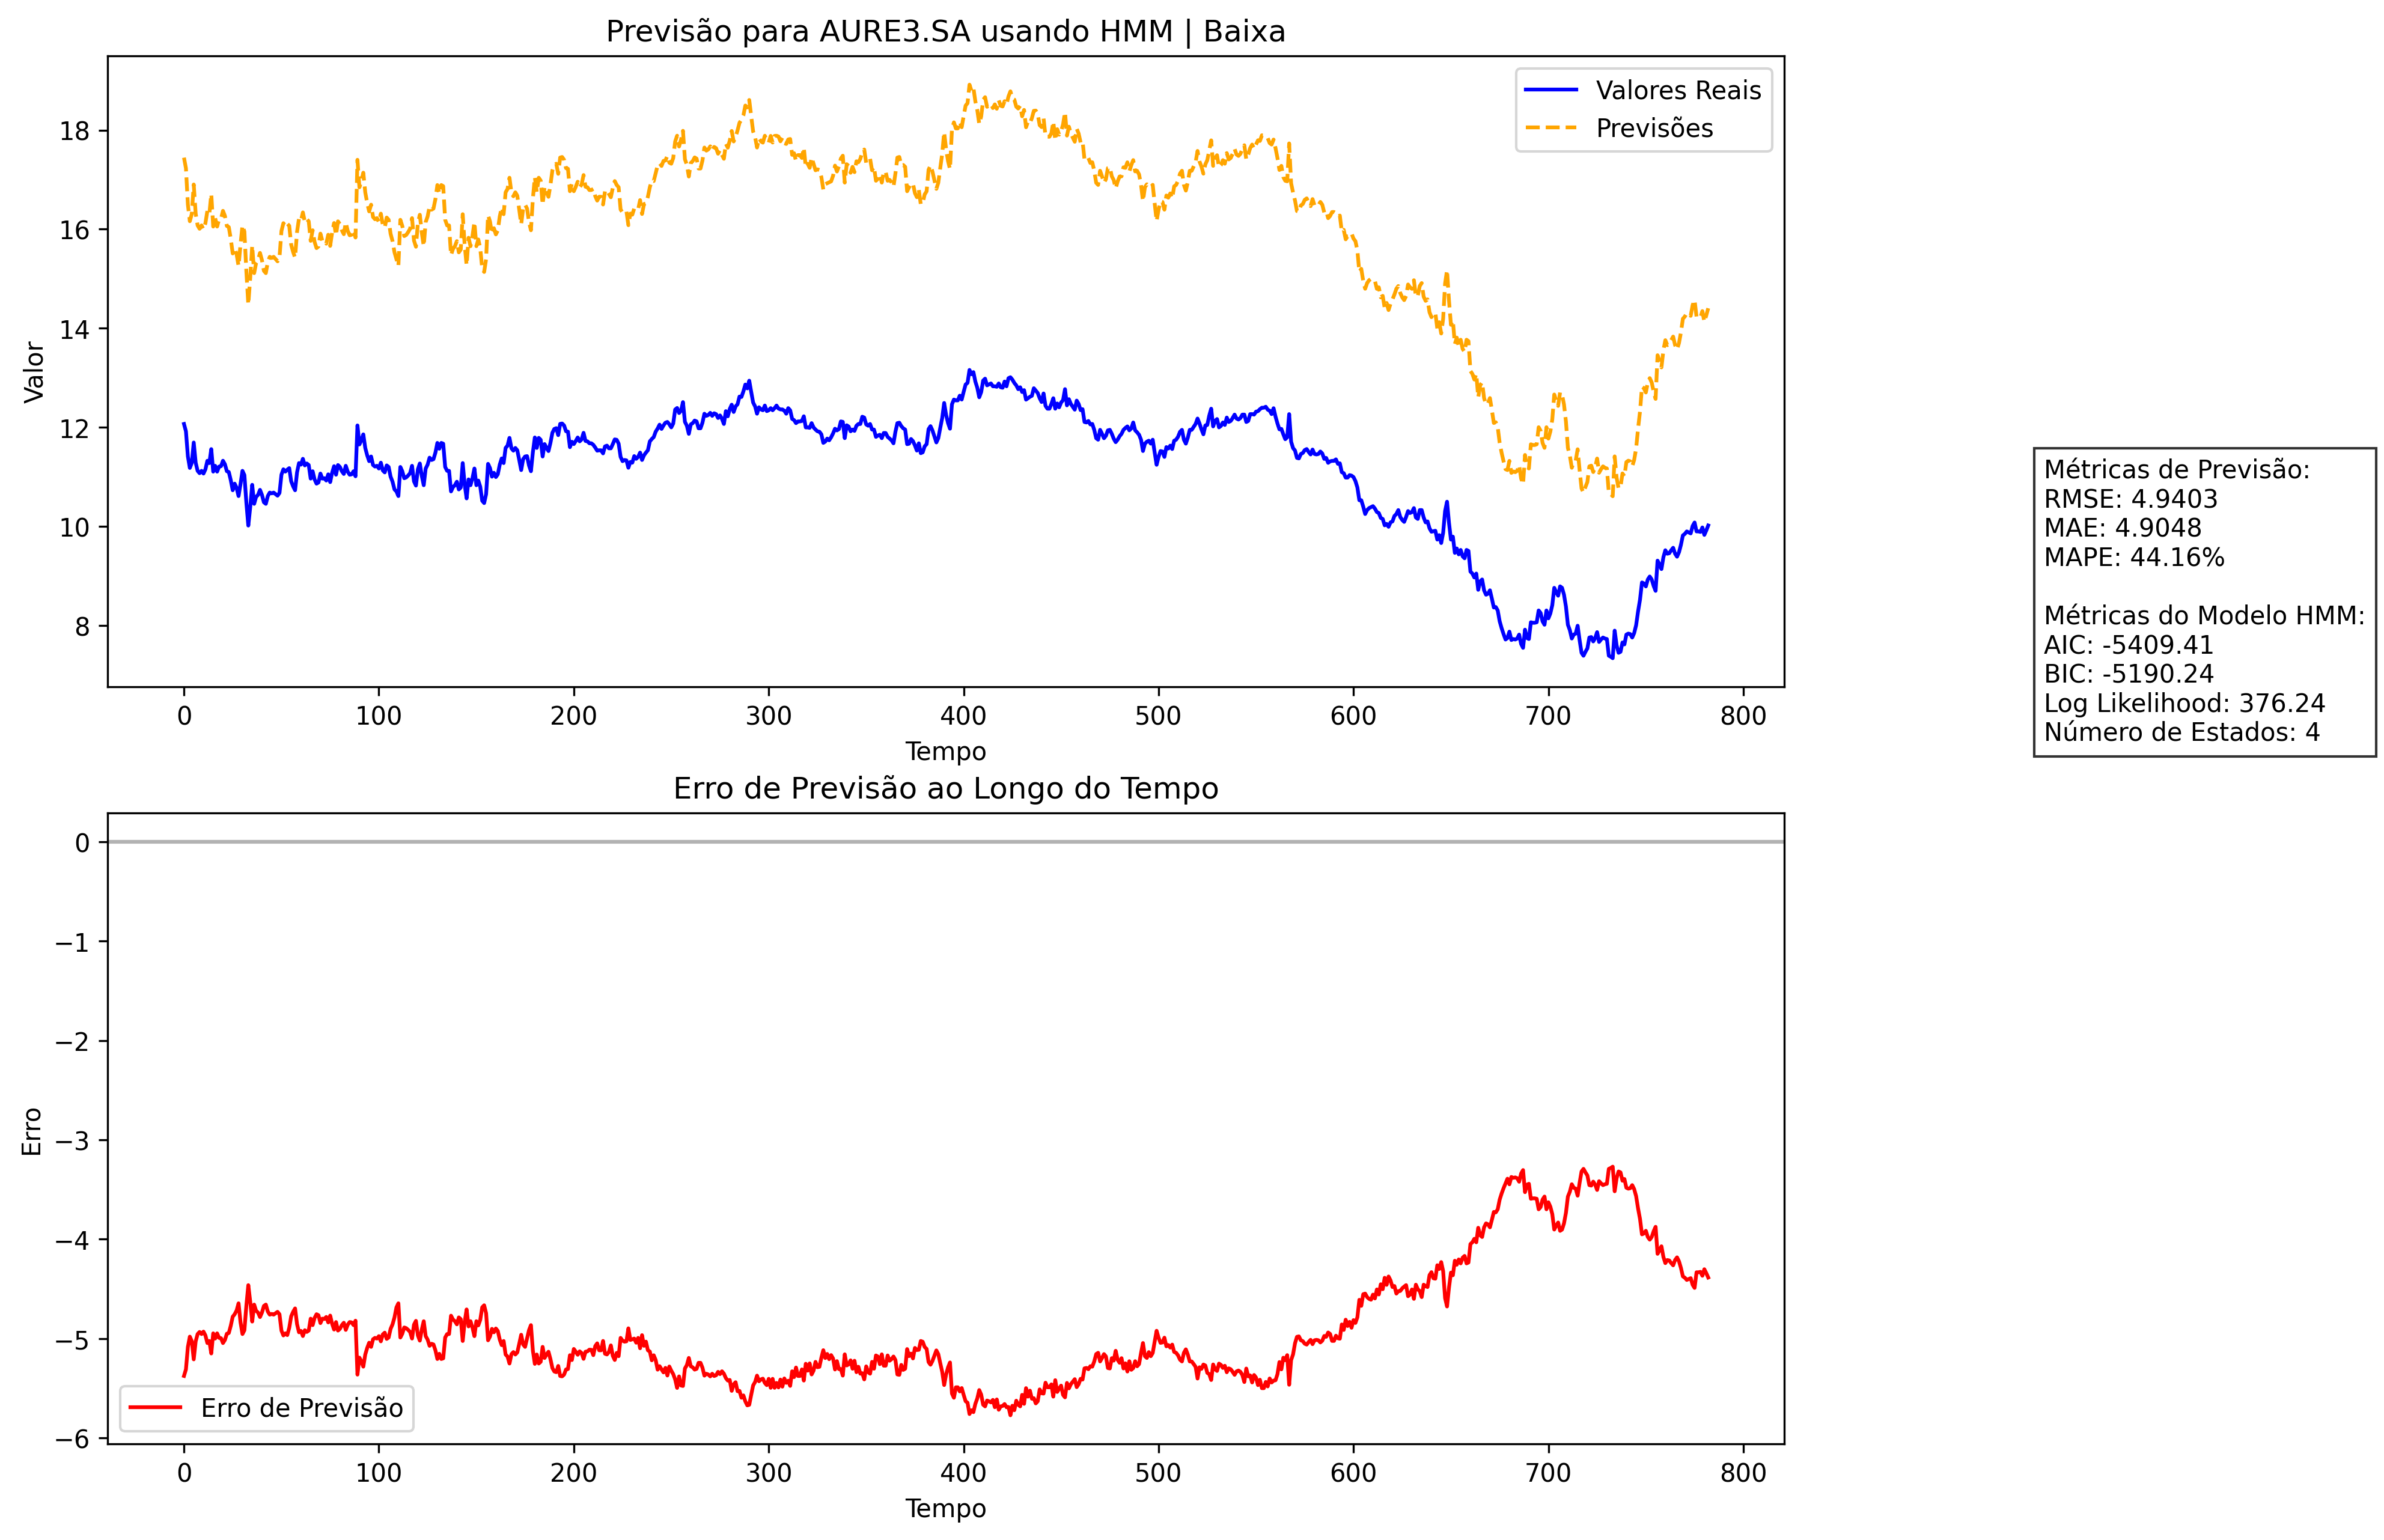 Previsão para AURE3.SA usando HMM | Baixa
Valores Reais
Previsões
Valor
18
16
14
12
10
8
0 100 200 300 400 500 600 700 800
Tempo
Métricas de Previsão:
RMSE: 4.9403
MAE: 4.9048
MAPE: 44.16%
Métricas do Modelo HMM:
AIC: -5409.41
BIC: -5190.24
Log Likelihood: 376.24
Número de Estados: 4
Erro de Previsão ao Longo do Tempo
Erro
0
−1
−2
−3
−4
−5
−6
Erro de Previsão
0 100 200 300 400 500 600 700 800
Tempo